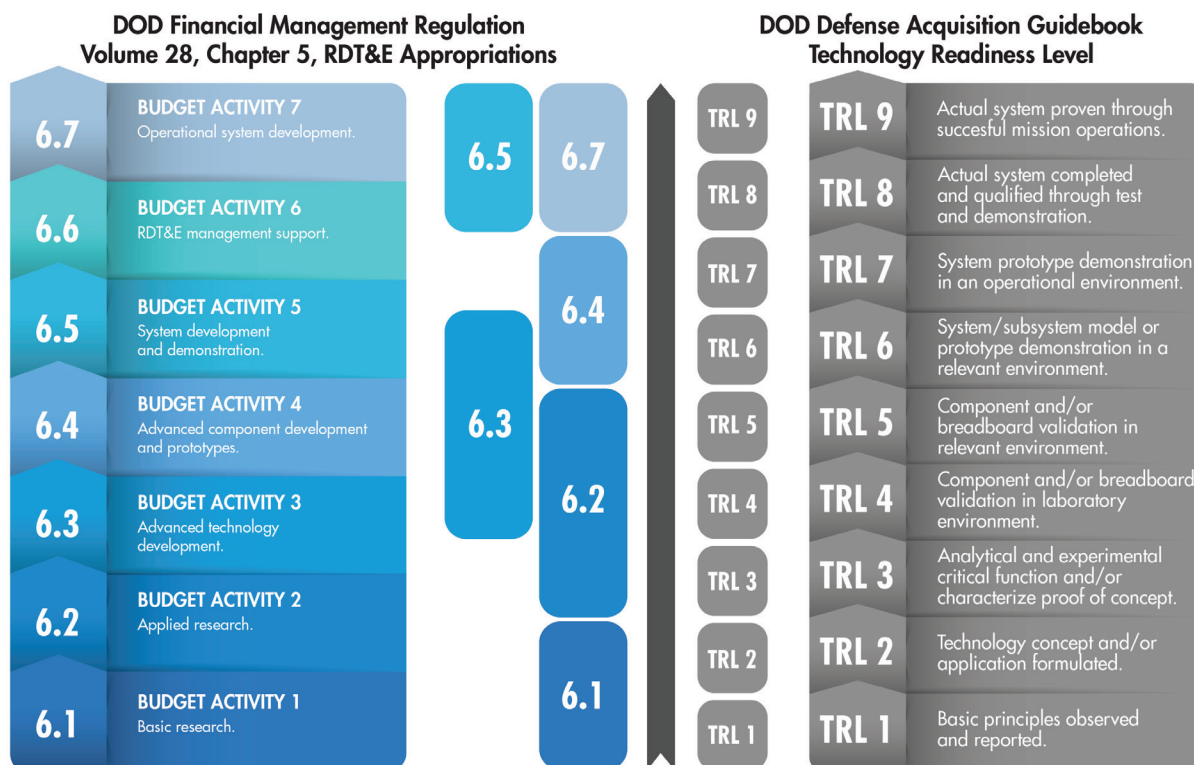 DOD Financial Management Regulation
Volume 28, Chapter 5, RDT&E Appropriations
6.7
BUDGET ACTIVITY 7
Operational system development.
6.6
BUDGET ACTIVITY 6
RDT&E management support.
6.5
BUDGET ACTIVITY 5
System development
and demonstration.
6.4
BUDGET ACTIVITY 4
Advanced component development
and prototypes.
6.3
BUDGET ACTIVITY 3
Advanced technology
development.
6.2
BUDGET ACTIVITY 2
Applied research.
6.1
BUDGET ACTIVITY 1
Basic research.
6.5
6.7
6.4
6.3
6.2
6.1
DOD Defense Acquisition Guidebook
Technology Readiness Level
TRL 9
TRL 8
TRL 7
TRL 6
TRL 5
TRL 4
TRL 3
TRL 2
TRL 1
TRL 9
Actual system proven through
succesful mission operations.
TRL 8
Actual system completed
and qualified through test
and demonstration.
TRL 7
System prototype demonstration
in an operational environment.
TRL 6
System/subsystem model or
prototype demonstration in a
relevant environment.
TRL 5
Component and/or
breadboard validation in
relevant environment.
TRL 4
Component and/or breadboard
validation in laboratory
environment.
TRL 3
Analytical and experimental
critical function and/or
characterize proof of concept.
TRL 2
Technology concept and/or
application formulated.
TRL 1
Basic principles observed
and reported.